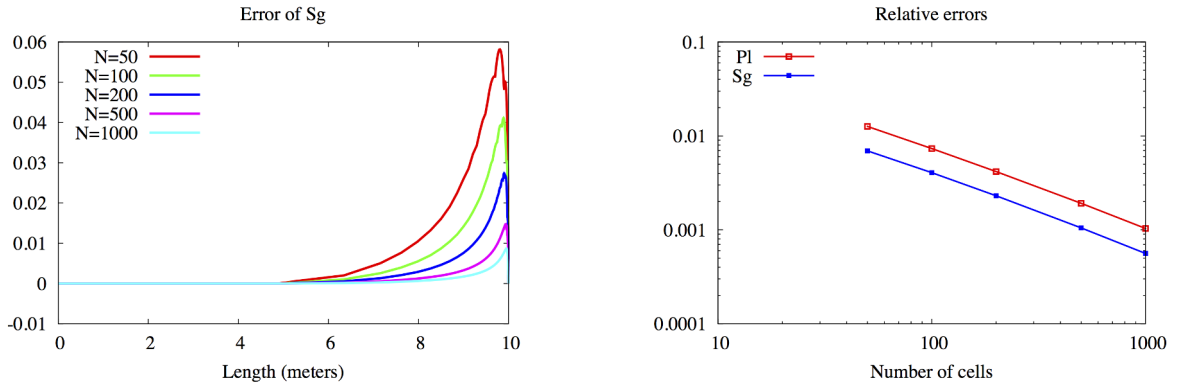 Error of Sg
0.06
0.05
0.04
0.03
0.02
0.01
0
-0.01
N=50
N=100
N=200
N=500
N=1000
0 2 4 6 8 10
Length (meters)
Relative errors
0.1
0.01
0.001
0.0001
Pl
Sg
10 100 1000
Number of cells